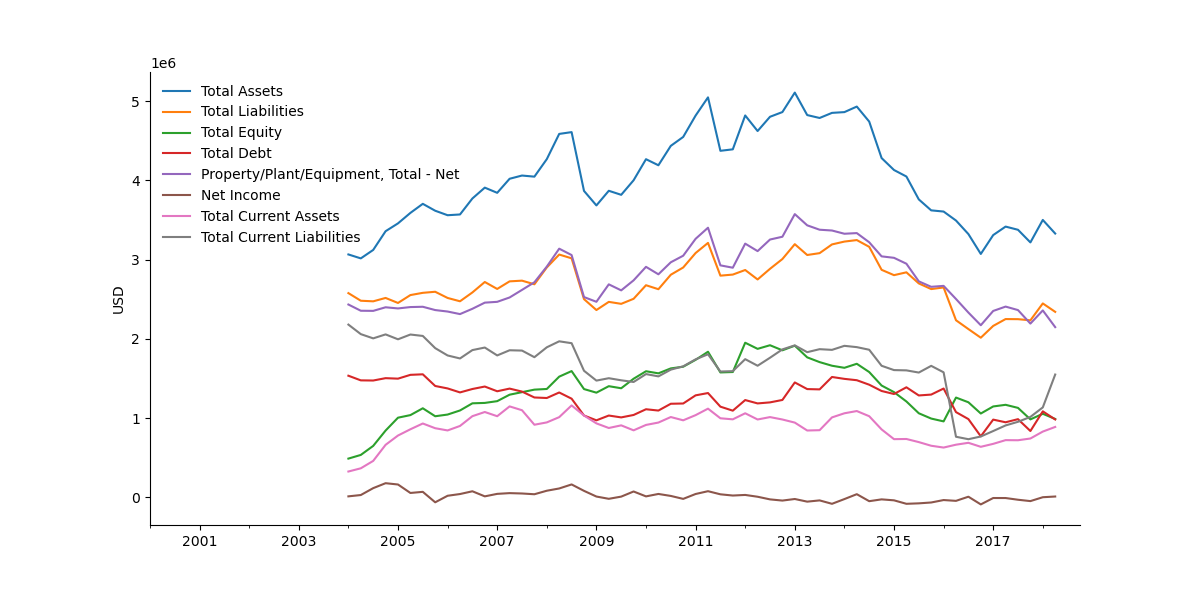 1e6
5
4
3
2
1
0
USD
Total Assets
Total Liabilities
Total Equity
Total Debt
Property/Plant/Equipment, Total - Net
Net Income
Total Current Assets
Total Current Liabilities
2001 2003 2005 2007 2009 2011 2013 2015 2017